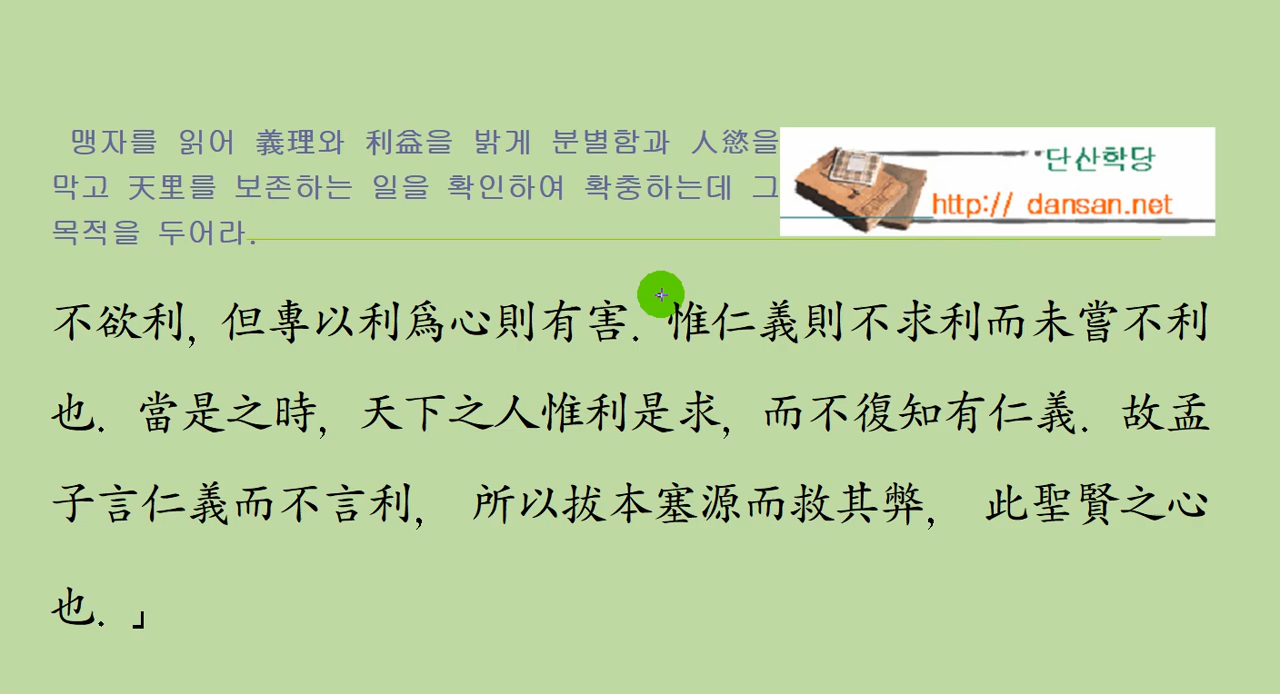 맹자를 읽어 義理와 利益을 밝게 분별함과 人慾을
막고 天里를 보존하는 일을 확인하여 확충하는데 그
목적을 두어라.
단산학당
http:// dansan.net
不欲利, 但專以利爲心則有害. 惟仁義則不求利而未嘗不利
也. 當是之時, 天下之人惟利是求, 而不復知有仁義. 故孟
子言仁義而不言利, 所以拔本塞源而救其弊, 此聖賢之心
也.」